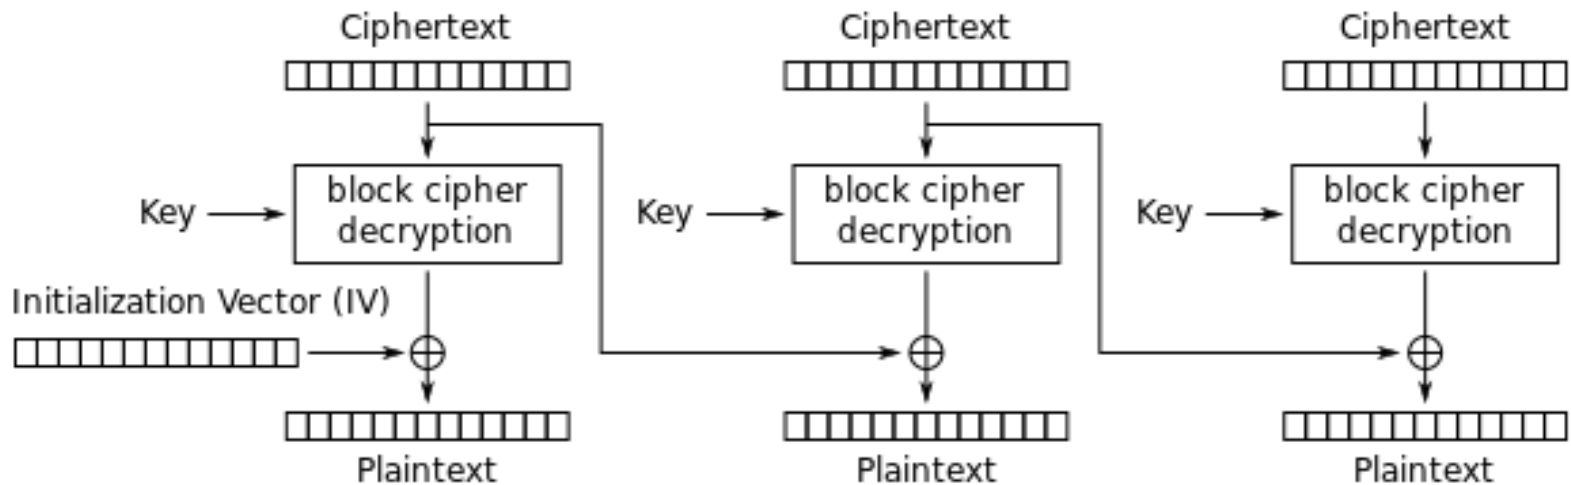 Ciphertext
Ciphertext
Ciphertext
Key
block cipher
decryption
Key
block cipher
decryption
Key
block cipher
decryption
Initialization Vector (IV)
Plaintext
Plaintext
Plaintext